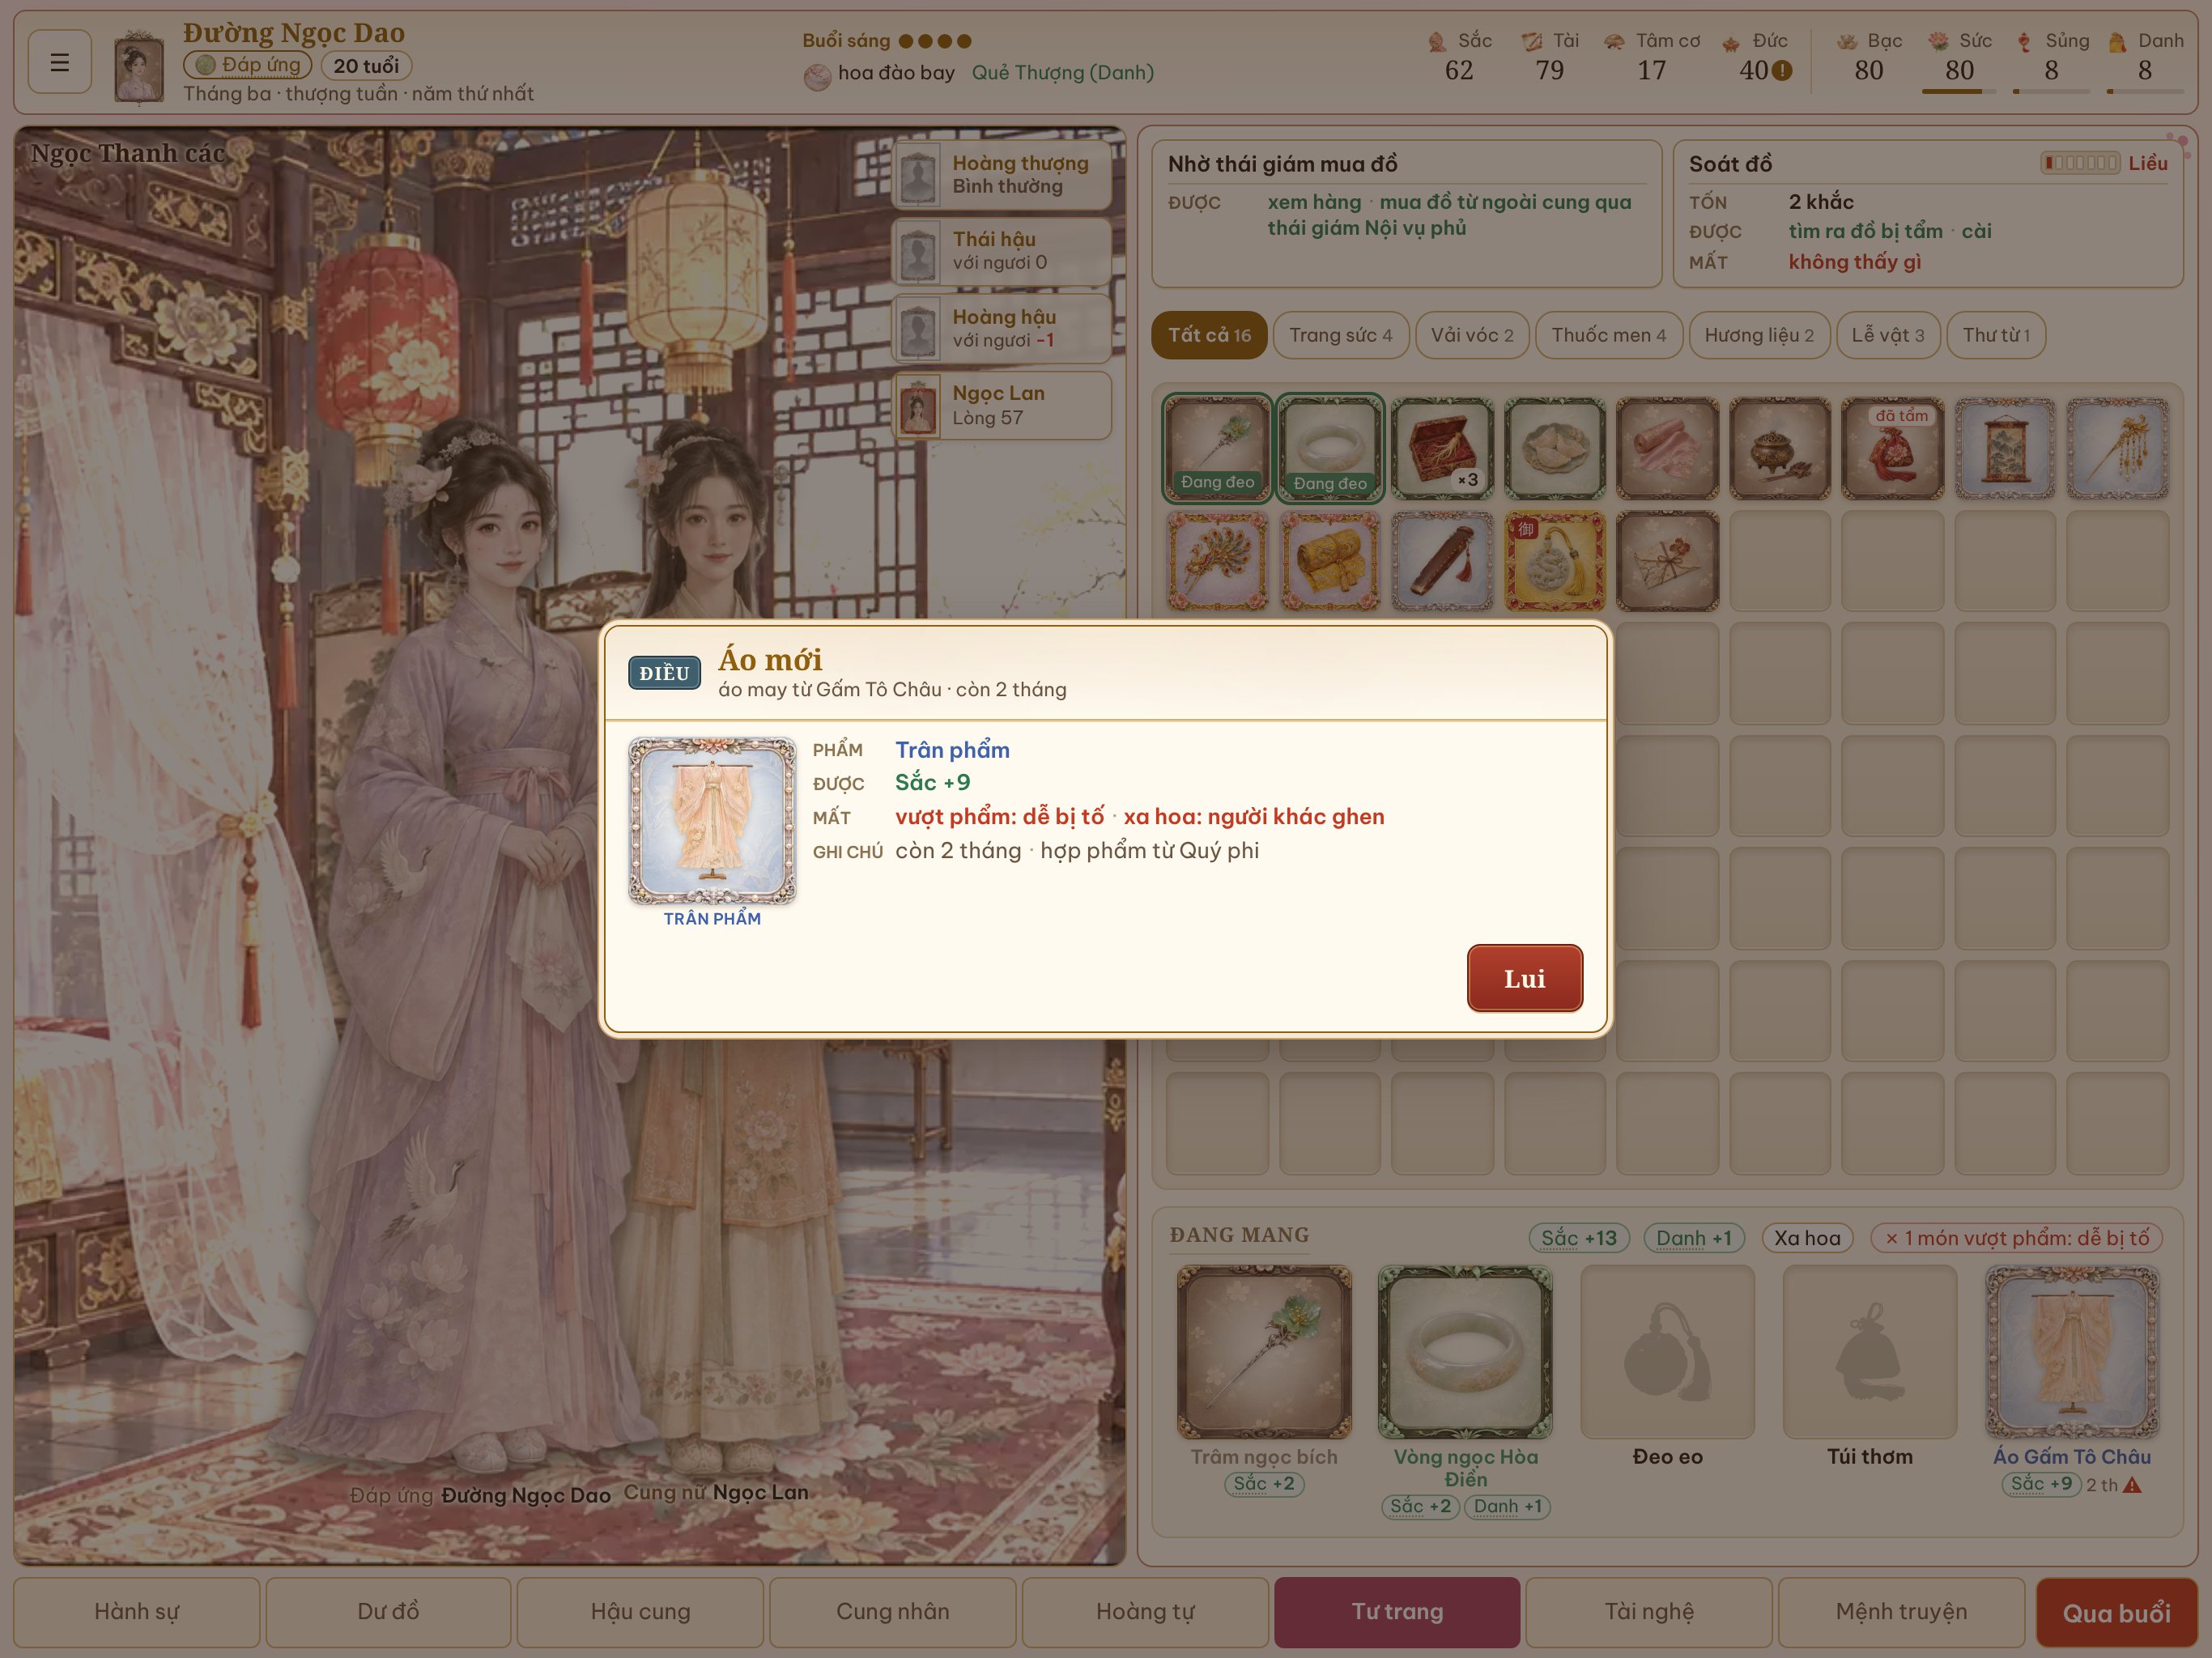 ☰
Đường Ngọc Dao
Đáp ứng 20 tuổi
Tháng ba · thượng tuần · năm thứ nhất
Buổi sáng
hoa đào bay Quẻ Thượng (Danh)
Sắc 62
Tài 79
Tâm cơ 17
Đức 40 !
Bạc 80
Sức 80
Sủng 8
Danh 8
Ngọc Thanh các
Hoàng thượng
Bình thường
Thái hậu
với ngươi 0
Hoàng hậu
với ngươi -1
Ngọc Lan
Lòng 57
Đáp ứng Đường Ngọc Dao
Cung nữ Ngọc Lan
Nhờ thái giám mua đồ
ĐƯỢC xem hàng · mua đồ từ ngoài cung qua
thái giám Nội vụ phủ
Soát đồ Liều
TỐN 2 khắc
ĐƯỢC tìm ra đồ bị tẩm · cài
MẤT không thấy gì
Tất cả 16
Trang sức 4
Vải vóc 2
Thuốc men 4
Hương liệu 2
Lễ vật 3
Thư từ 1
Đang đeo
Đang đeo
×3
đã tẩm
御
ĐIỀU
Áo mới
áo may từ Gấm Tô Châu · còn 2 tháng
TRÂN PHẨM
PHẨM Trân phẩm
ĐƯỢC Sắc +9
MẤT vượt phẩm: dễ bị tố · xa hoa: người khác ghen
GHI CHÚ còn 2 tháng · hợp phẩm từ Quý phi
Lui
ĐANG MANG
Sắc +13
Danh +1
Xa hoa
× 1 món vượt phẩm: dễ bị tố
Trâm ngọc bích
Sắc +2
Vòng ngọc Hòa
Điền
Sắc +2 Danh +1
Đeo eo
Túi thơm
Áo Gấm Tô Châu
Sắc +9 2 th
Hành sự
Dư đồ
Hậu cung
Cung nhân
Hoàng tự
Tư trang
Tài nghệ
Mệnh truyện
Qua buổi